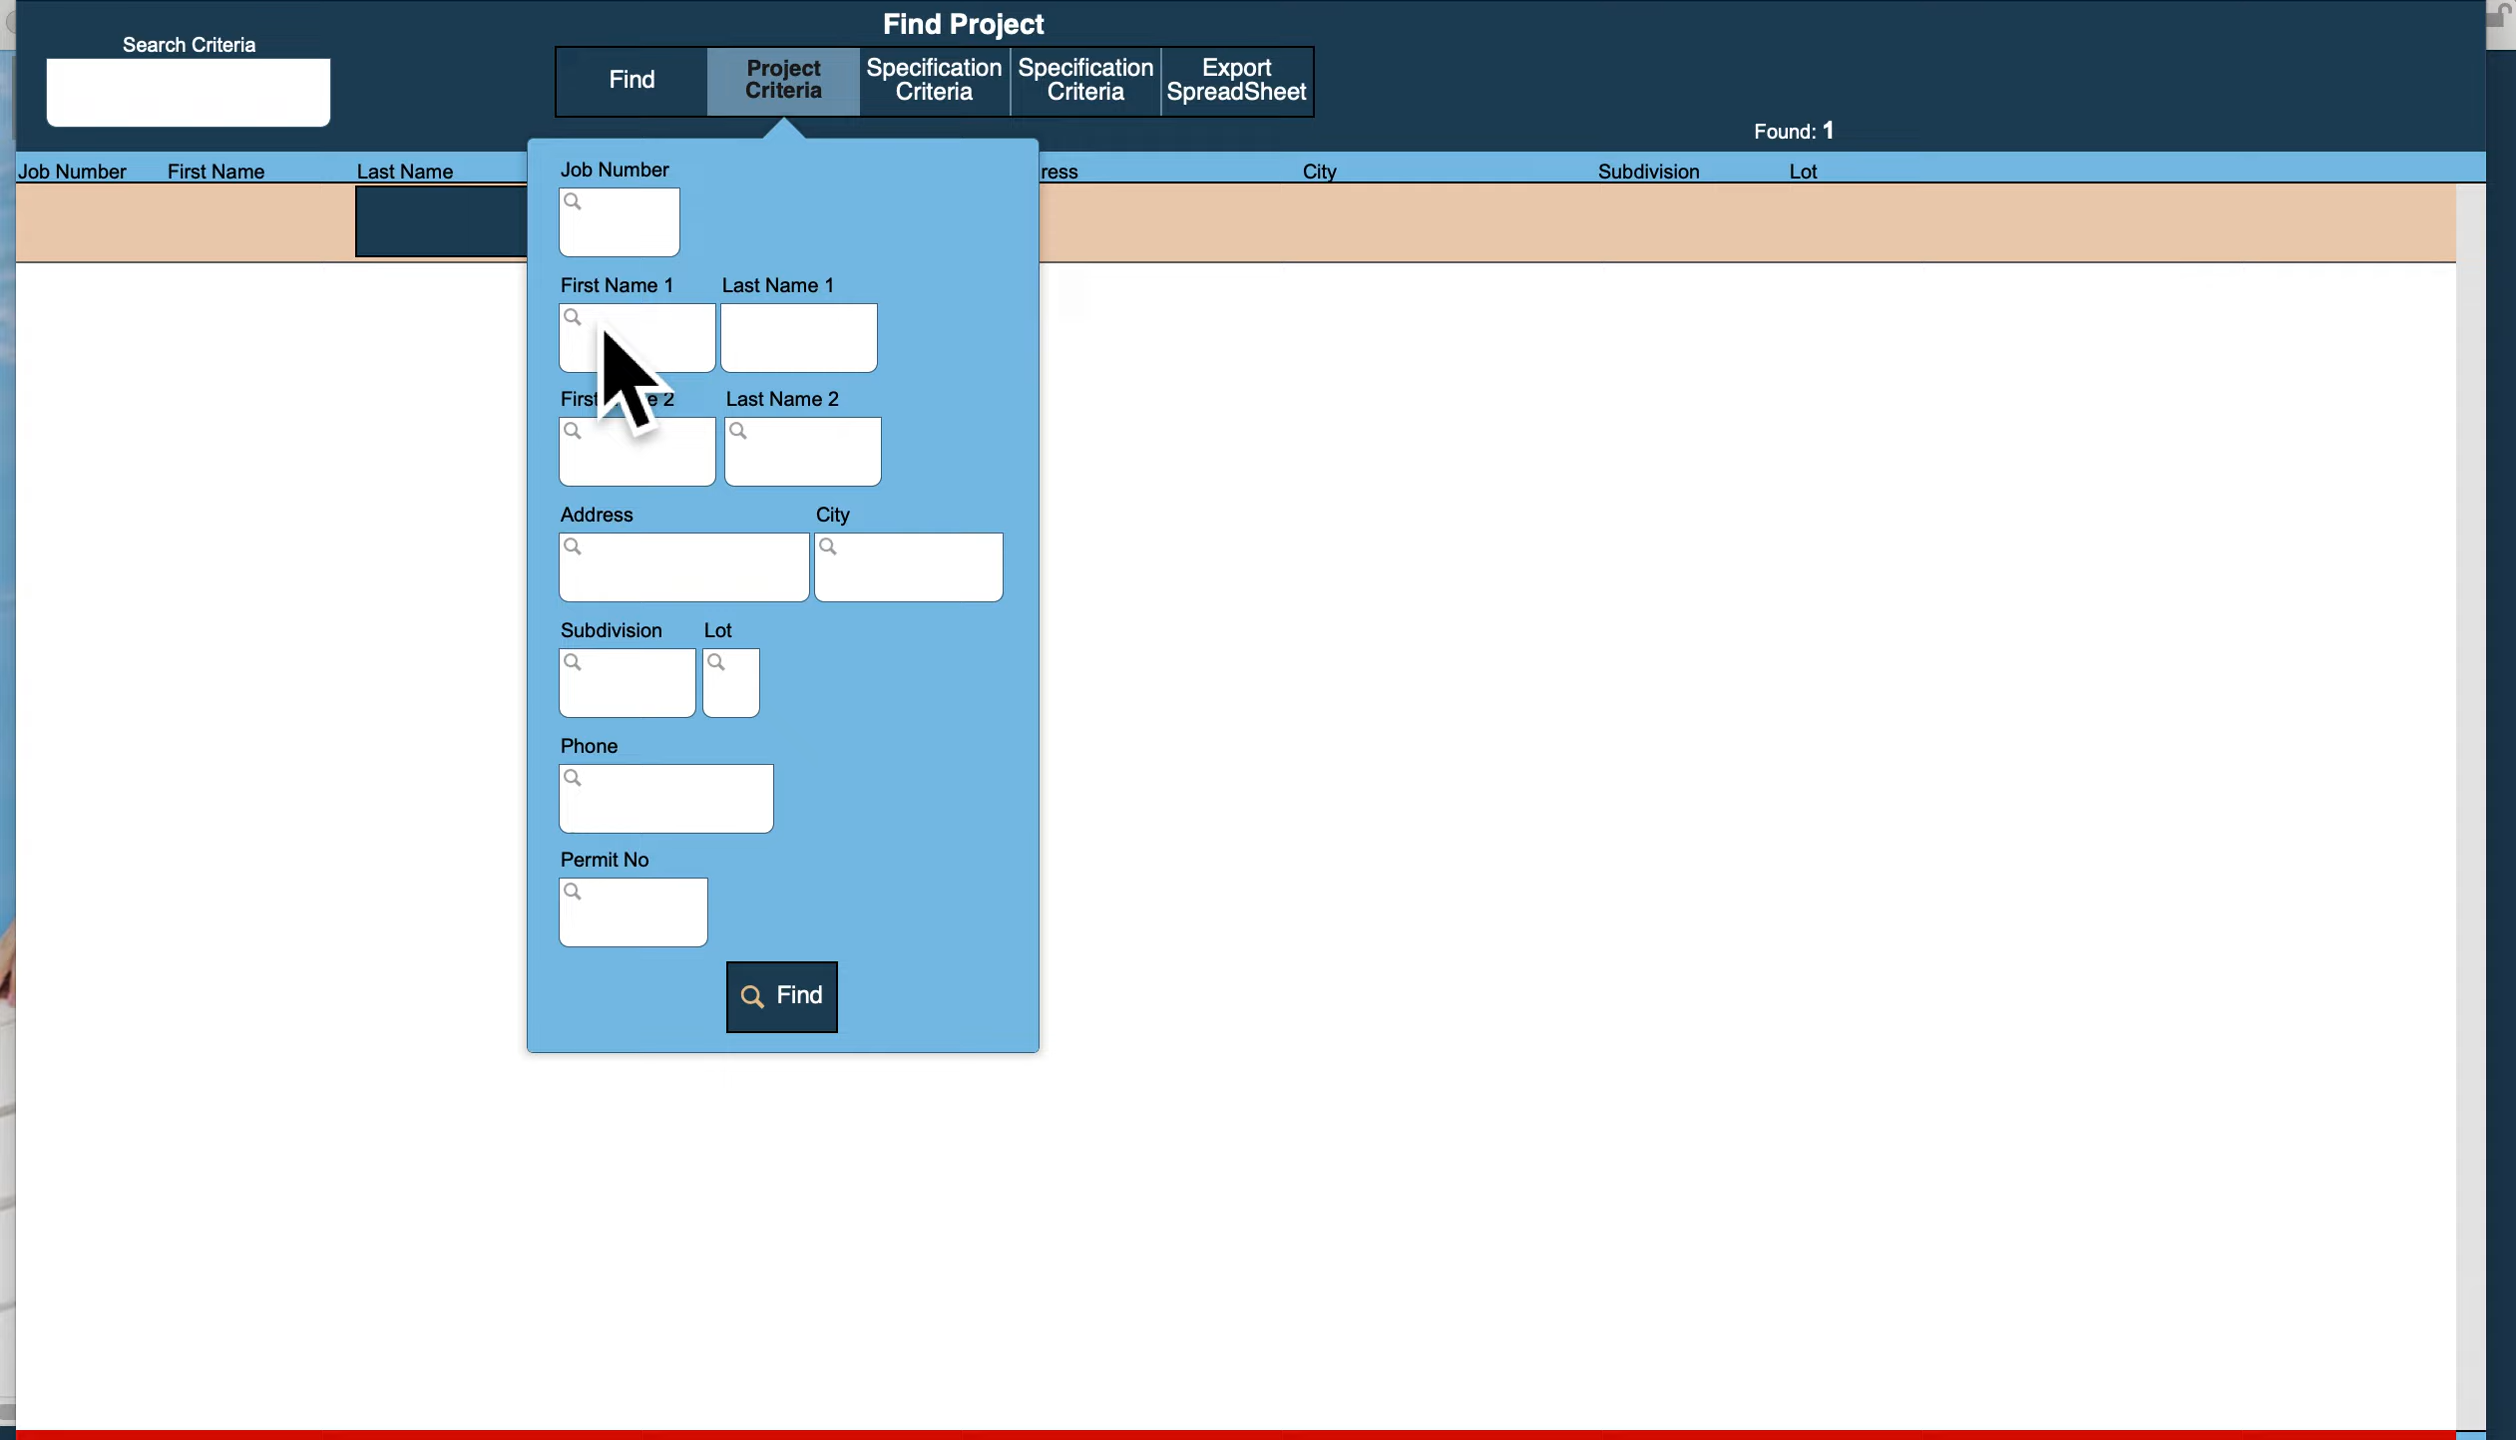 Find Project
Search Criteria
Find
Project
Criteria
Specification
Criteria
Specification
Criteria
Export
SpreadSheet
Found: 1
Job Number First Name Last Name ress City Subdivision Lot
Job Number
First Name 1 Last Name 1
Last Name 2
Address City
Subdivision Lot
Phone
Permit No
Find